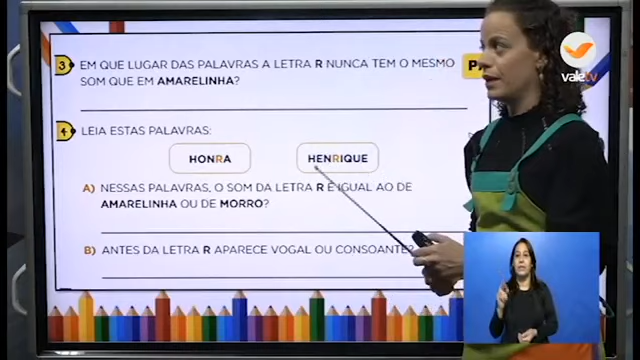 3 EM QUE LUGAR DAS PALAVRAS A LETRA R NUNCA TEM O MESMO
SOM QUE EM AMARELINHA?
4 LEIA ESTAS PALAVRAS:
HONRA HENRIQUE
A) NESSAS PALAVRAS, O SOM DA LETRA R É IGUAL AO DE
AMARELINHA OU DE MORRO?
B) ANTES DA LETRA R APARECE VOGAL OU CONSOANTE?
valetv